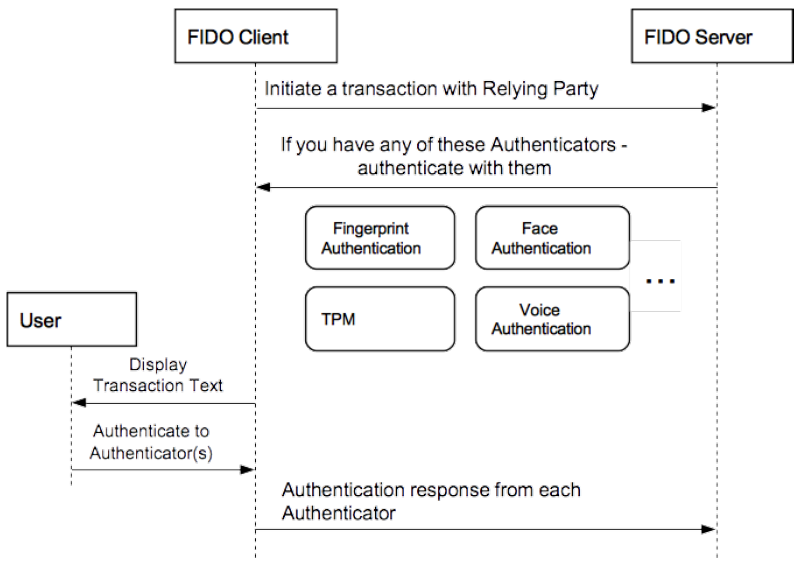 FIDO Client
FIDO Server
Initiate a transaction with Relying Party
If you have any of these Authenticators -
authenticate with them
Fingerprint
Authentication
Face
Authentication
...
TPM
Voice
Authentication
User
Display
Transaction Text
Authenticate to
Authenticator(s)
Authentication response from each
Authenticator